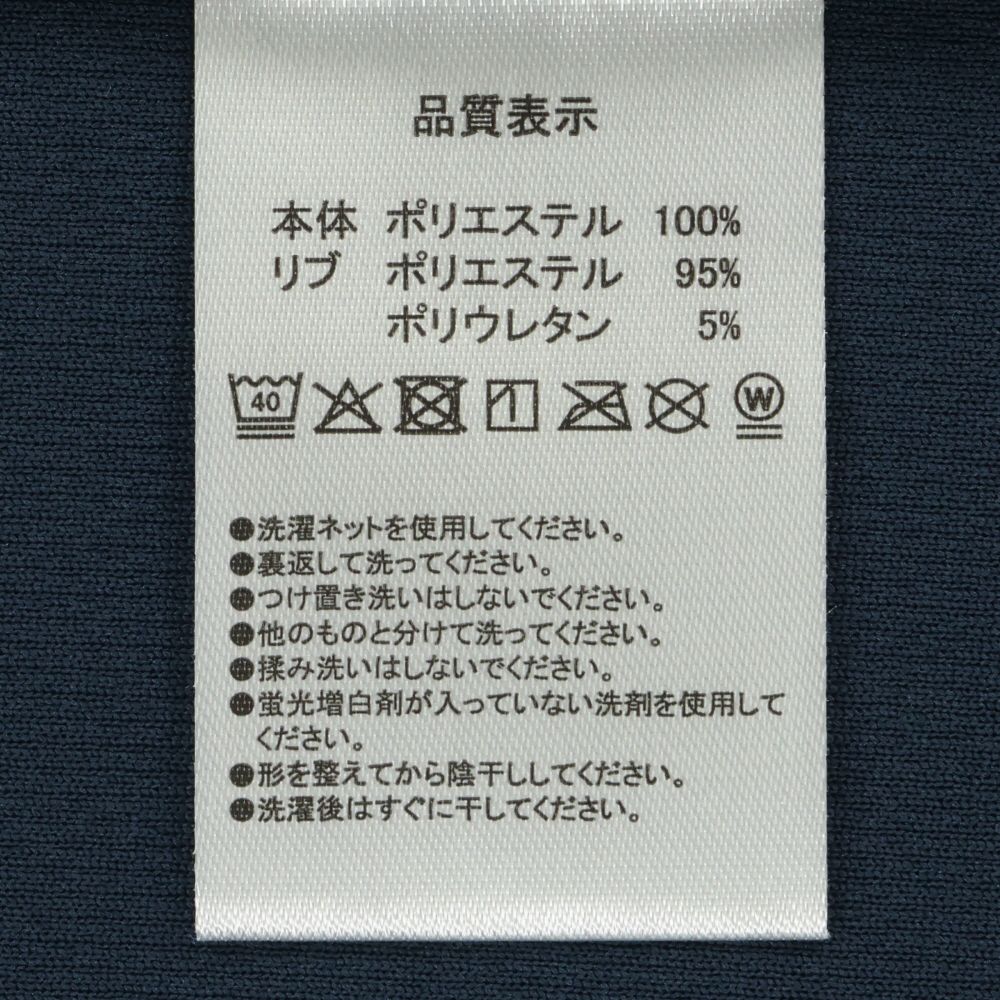 品質表示
本体 ポリエステル 100%
リブ ポリエステル 95%
ポリウレタン 5%
40 W
●洗濯ネットを使用してください。
●裏返して洗ってください。
●つけ置き洗いはしないでください。
●他のものと分けて洗ってください。
●揉み洗いはしないでください。
●蛍光増白剤が入っていない洗剤を使用して
ください。
●形を整えてから陰干ししてください。
●洗濯後はすぐに干してください。